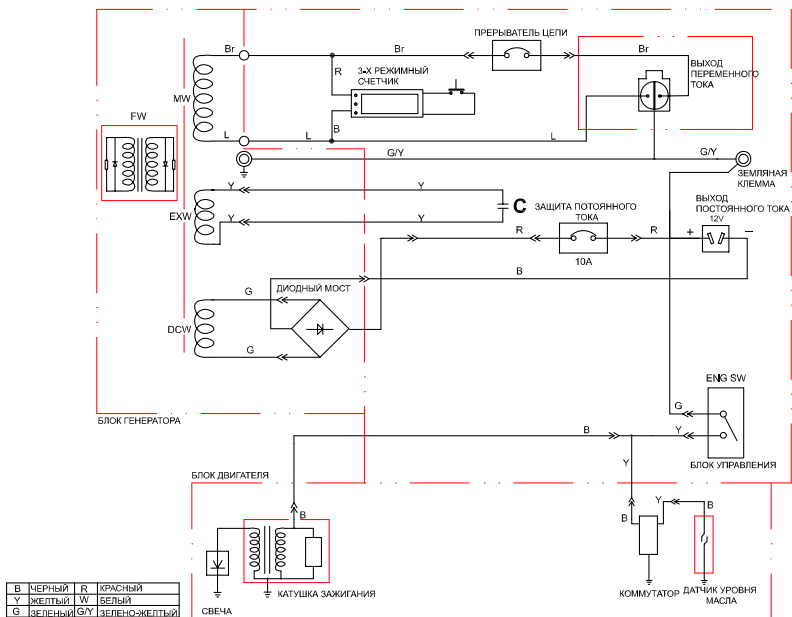 ПРЕРЫВАТЕЛЬ ЦЕПИ
Br
Br
Br
MW
R
3-Х РЕЖИМНЫЙ
СЧЕТЧИК
ВЫХОД
ПЕРЕМЕННОГО
ТОКА
FW
B
L
L
L
G/Y
G/Y
ЗЕМЛЯНАЯ
КЛЕММА
Y
Y
EXW
Y
Y
C
ЗАЩИТА ПОТОЯННОГО
ТОКА
ВЫХОД
ПОСТОЯННОГО ТОКА
12V
R
R
+
−
10A
B
G
ДИОДНЫЙ МОСТ
DCW
G
ENG SW
G
Y
БЛОК ГЕНЕРАТОРА
B
БЛОК УПРАВЛЕНИЯ
БЛОК ДВИГАТЕЛЯ
Y
B
B
Y
B
СВЕЧА
КАТУШКА ЗАЖИГАНИЯ
КОММУТАТОР
ДАТЧИК УРОВНЯ
МАСЛА
B ЧЕРНЫЙ R КРАСНЫЙ
Y ЖЕЛТЫЙ W БЕЛЫЙ
G ЗЕЛЕНЫЙ G/Y ЗЕЛЕНО-ЖЕЛТЫЙ